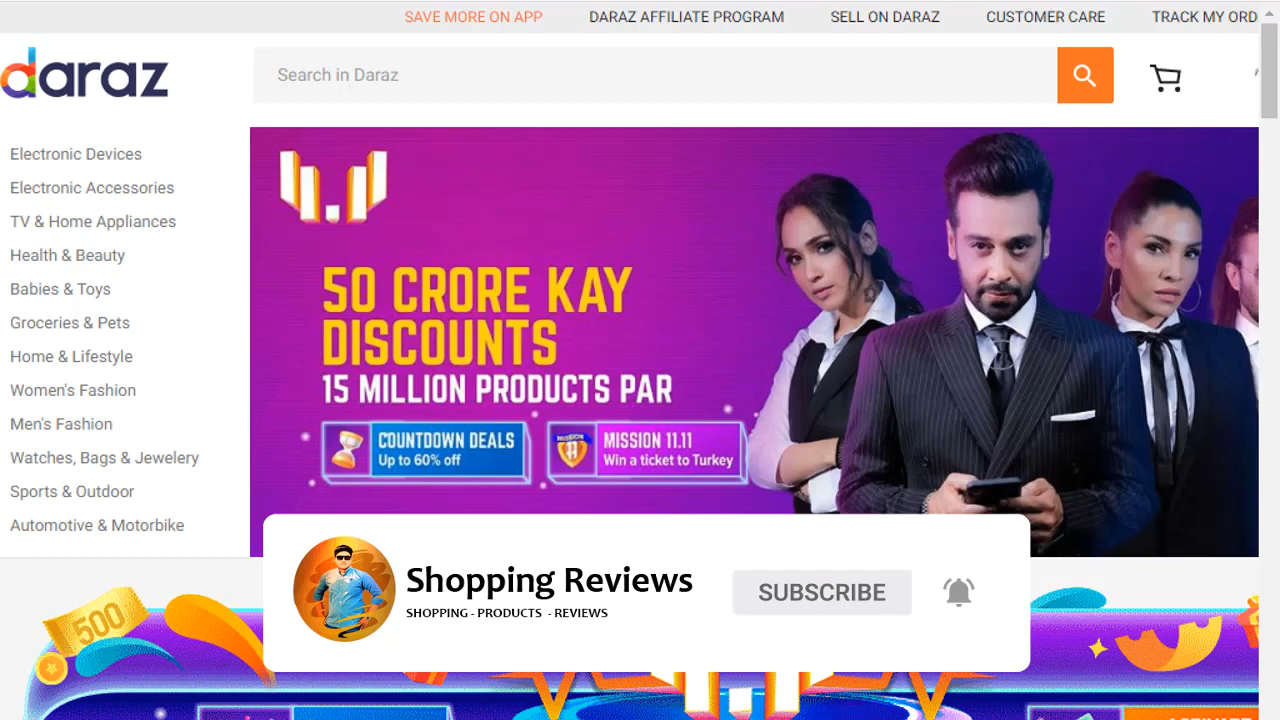 SAVE MORE ON APP
DARAZ AFFILIATE PROGRAM
SELL ON DARAZ
CUSTOMER CARE
TRACK MY ORD
daraz
Search in Daraz
Electronic Devices
Electronic Accessories
TV & Home Appliances
Health & Beauty
Babies & Toys
Groceries & Pets
Home & Lifestyle
Women's Fashion
Men's Fashion
Watches, Bags & Jewelery
Sports & Outdoor
Automotive & Motorbike
50 CRORE KAY
DISCOUNTS
15 MILLION PRODUCTS PAR
COUNTDOWN DEALS
Up to 60% off
MISSION
MISSION 11.11
Win a ticket to Turkey
Shopping Reviews
SHOPPING - PRODUCTS - REVIEWS
SUBSCRIBE
500